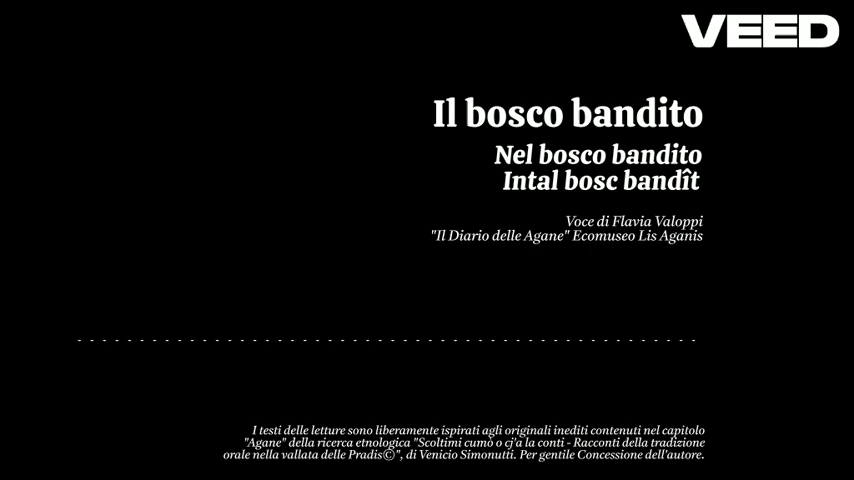 VEED
Il bosco bandito
Nel bosco bandito
Intal bosc bandît
Voce di Flavia Valoppi
"Il Diario delle Agane" Ecomuseo Lis Aganis
I testi delle letture sono liberamente ispirati agli originali inediti contenuti nel capitolo
"Agane" della ricerca etnologica "Scoltimi cumò o cj'a la conti - Racconti della tradizione
orale nella vallata delle Pradis©", di Venicio Simonutti. Per gentile Concessione dell'autore.